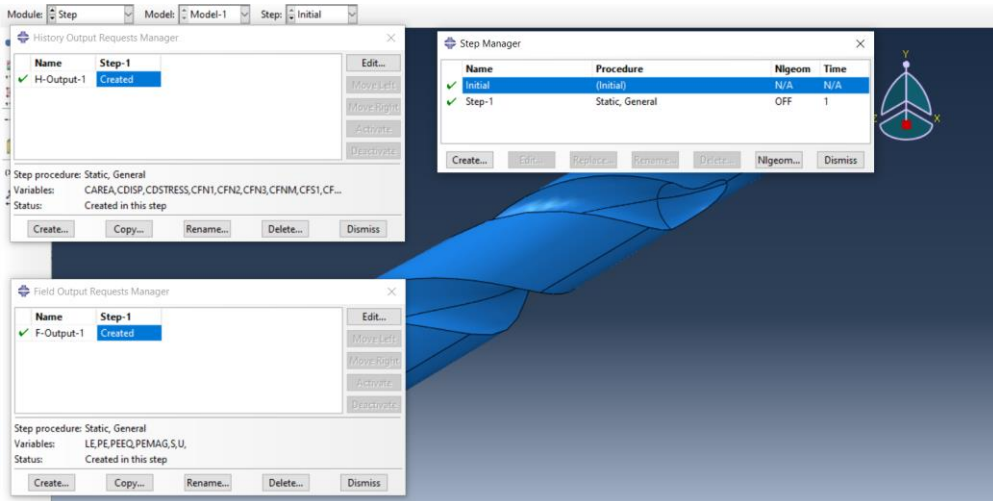 Module: Step Model: Model-1 Step: Initial
History Output Requests Manager
Name Step-1
H-Output-1 Created
Edit...
Move Left
Move Right
Activate
Deactivate
Step procedure: Static, General
Variables: CAREA,CDISP,CDSTRESS,CFN1,CFN2,CFN3,CFNM,CFS1,CF...
Status: Created in this step
Create... Copy... Rename... Delete... Dismiss
Step Manager
Name Procedure Nlgeom Time
Initial (Initial) N/A N/A
Step-1 Static, General OFF 1
Create... Edit... Replace... Rename... Delete... Nlgeom... Dismiss
Y
X
Field Output Requests Manager
Name Step-1
F-Output-1 Created
Edit...
Move Left
Move Right
Activate
Deactivate
Step procedure: Static, General
Variables: LE,PE,PEEQ,PEMAG,S,U,
Status: Created in this step
Create... Copy... Rename... Delete... Dismiss